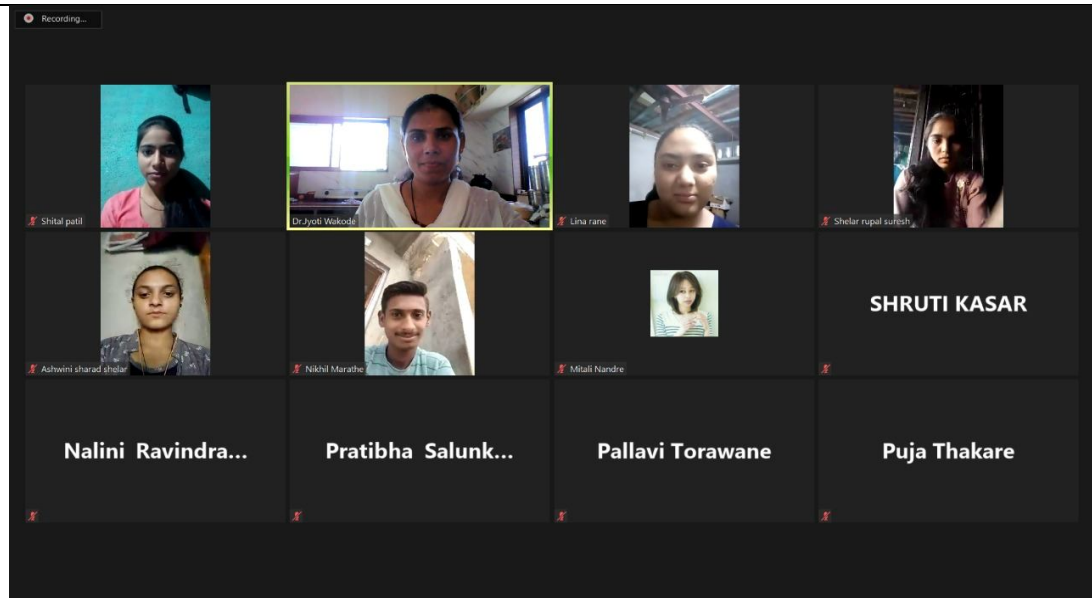 Recording...
Shital patil
Dr.Jyoti Wakode
Lina rane
Shelar rupal suresh
Ashwini sharad shelar
Nikhil Marathe
Mitali Nandre
SHRUTI KASAR
Nalini Ravindra...
Pratibha Salunk...
Pallavi Torawane
Puja Thakare